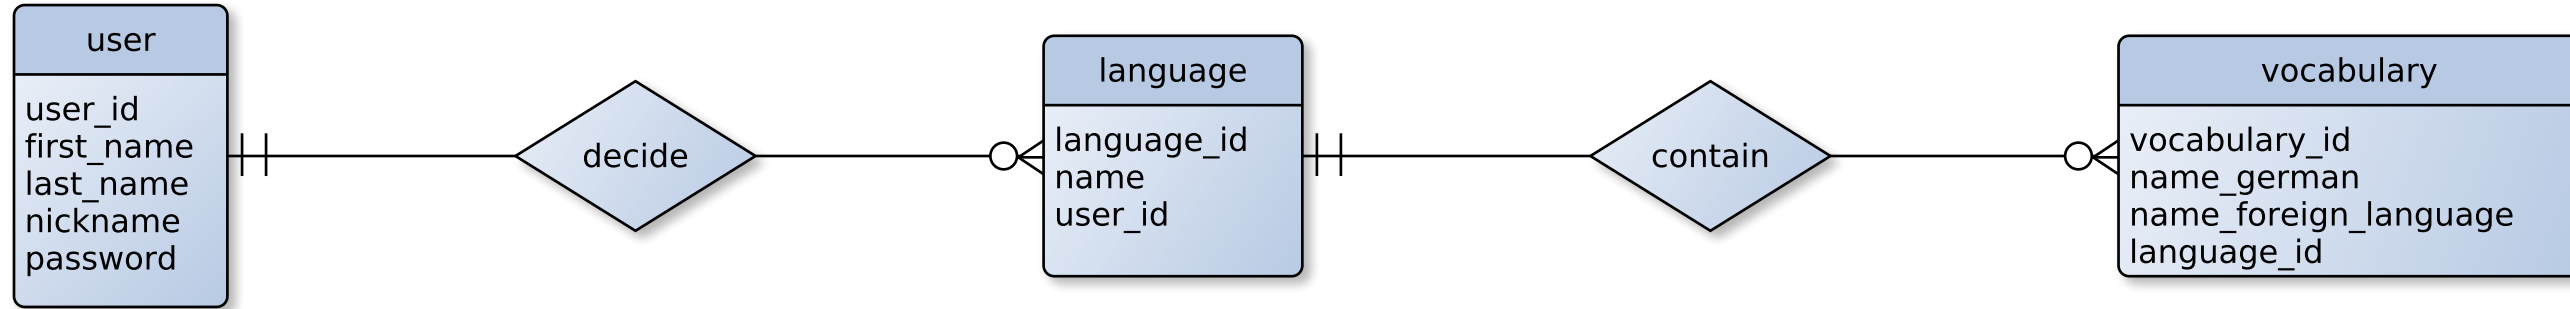 user
user_id
first_name
last_name
nickname
password
decide
language
language_id
name
user_id
contain
vocabulary
vocabulary_id
name_german
name_foreign_language
language_id